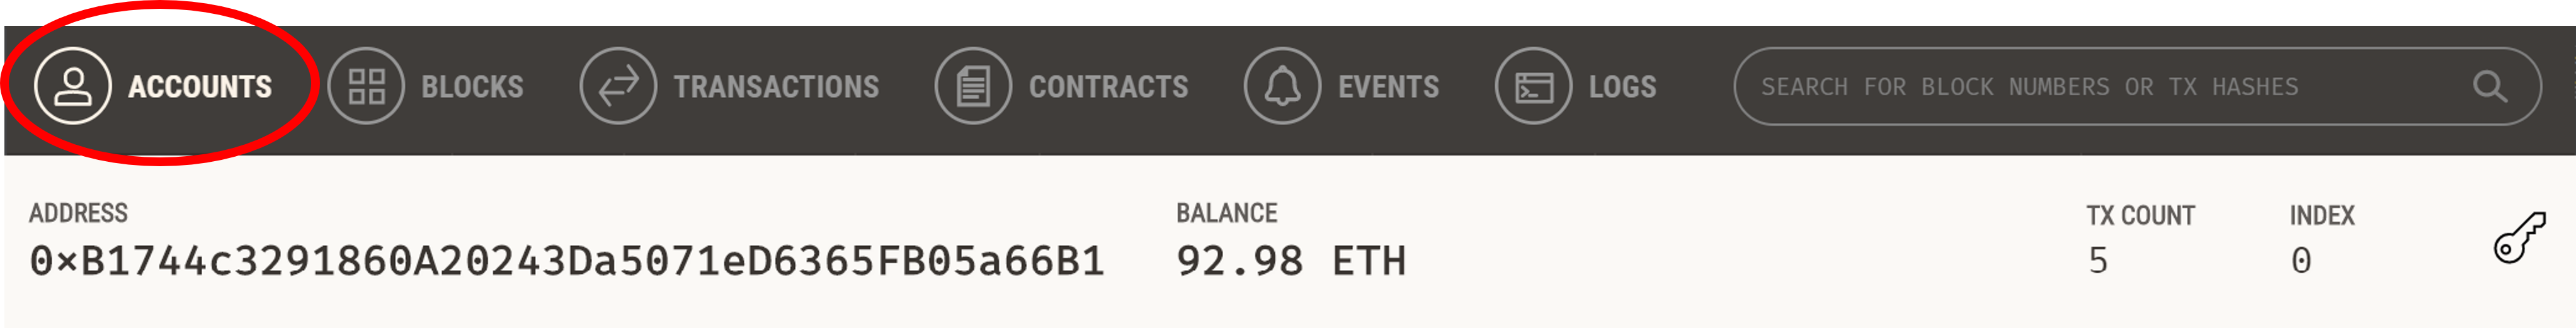 ACCOUNTS BLOCKS TRANSACTIONS CONTRACTS EVENTS LOGS SEARCH FOR BLOCK NUMBERS OR TX HASHES
ADDRESS BALANCE TX COUNT INDEX
0×B1744c3291860A20243Da5071eD6365FB05a66B1 92.98 ETH 5 0